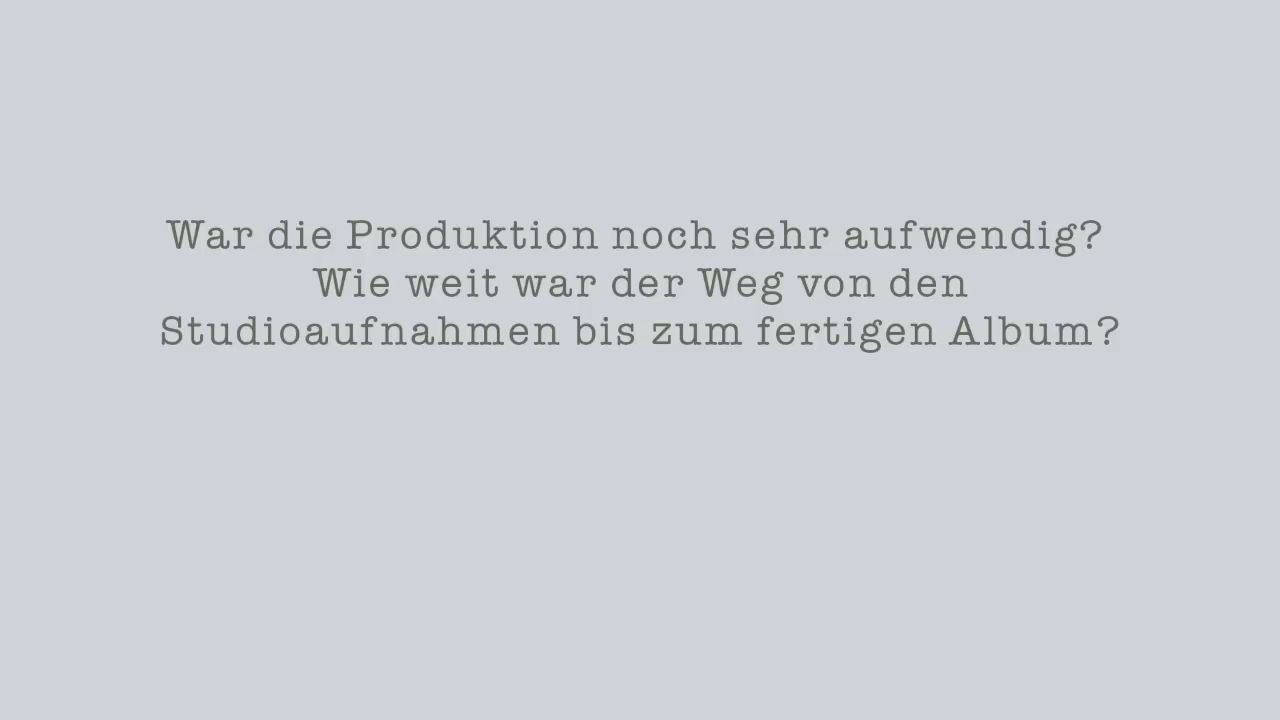 War die Produktion noch sehr aufwendig?
Wie weit war der Weg von den
Studioaufnahmen bis zum fertigen Album?